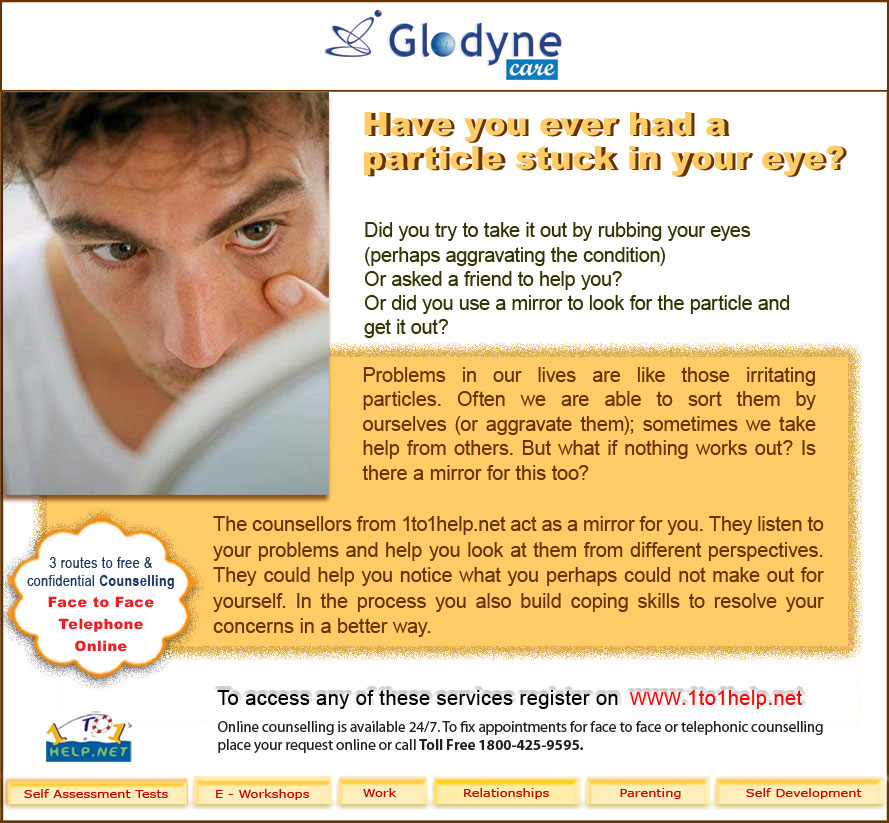 Glodyne
care
Have you ever had a
particle stuck in your eye?
Did you try to take it out by rubbing your eyes
(perhaps aggravating the condition)
Or asked a friend to help you?
Or did you use a mirror to look for the particle and
get it out?
Problems in our lives are like those irritating
particles. Often we are able to sort them by
ourselves (or aggravate them); sometimes we take
help from others. But what if nothing works out? Is
there a mirror for this too?
The counsellors from 1to1help.net act as a mirror for you. They listen to
your problems and help you look at them from different perspectives.
They could help you notice what you perhaps could not make out for
yourself. In the process you also build coping skills to resolve your
concerns in a better way.
3 routes to free &
confidential Counselling
Face to Face
Telephone
Online
To access any of these services register on www.1to1help.net
Online counselling is available 24/7. To fix appointments for face to face or telephonic counselling
place your request online or call Toll Free 1800-425-9595.
1 TO 1
HELP.NET
Self Assessment Tests
E - Workshops
Work
Relationships
Parenting
Self Development